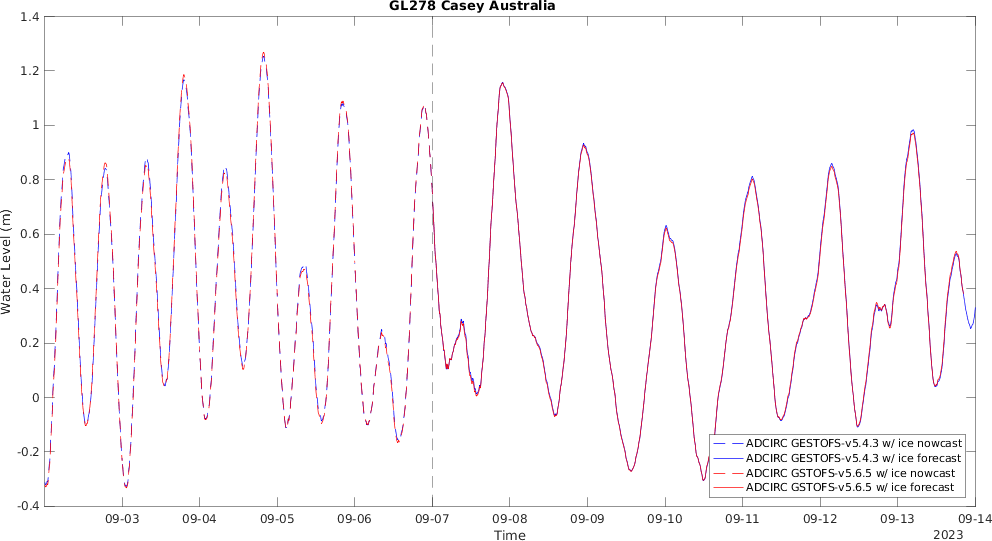 GL278 Casey Australia
1.4
1.2
1
0.8
0.6
0.4
0.2
0
-0.2
-0.4
Water Level (m)
09-03 09-04 09-05 09-06 09-07 09-08 09-09 09-10 09-11 09-12 09-13 09-14
Time
2023
ADCIRC GESTOFS-v5.4.3 w/ ice nowcast
ADCIRC GESTOFS-v5.4.3 w/ ice forecast
ADCIRC GSTOFS-v5.6.5 w/ ice nowcast
ADCIRC GSTOFS-v5.6.5 w/ ice forecast